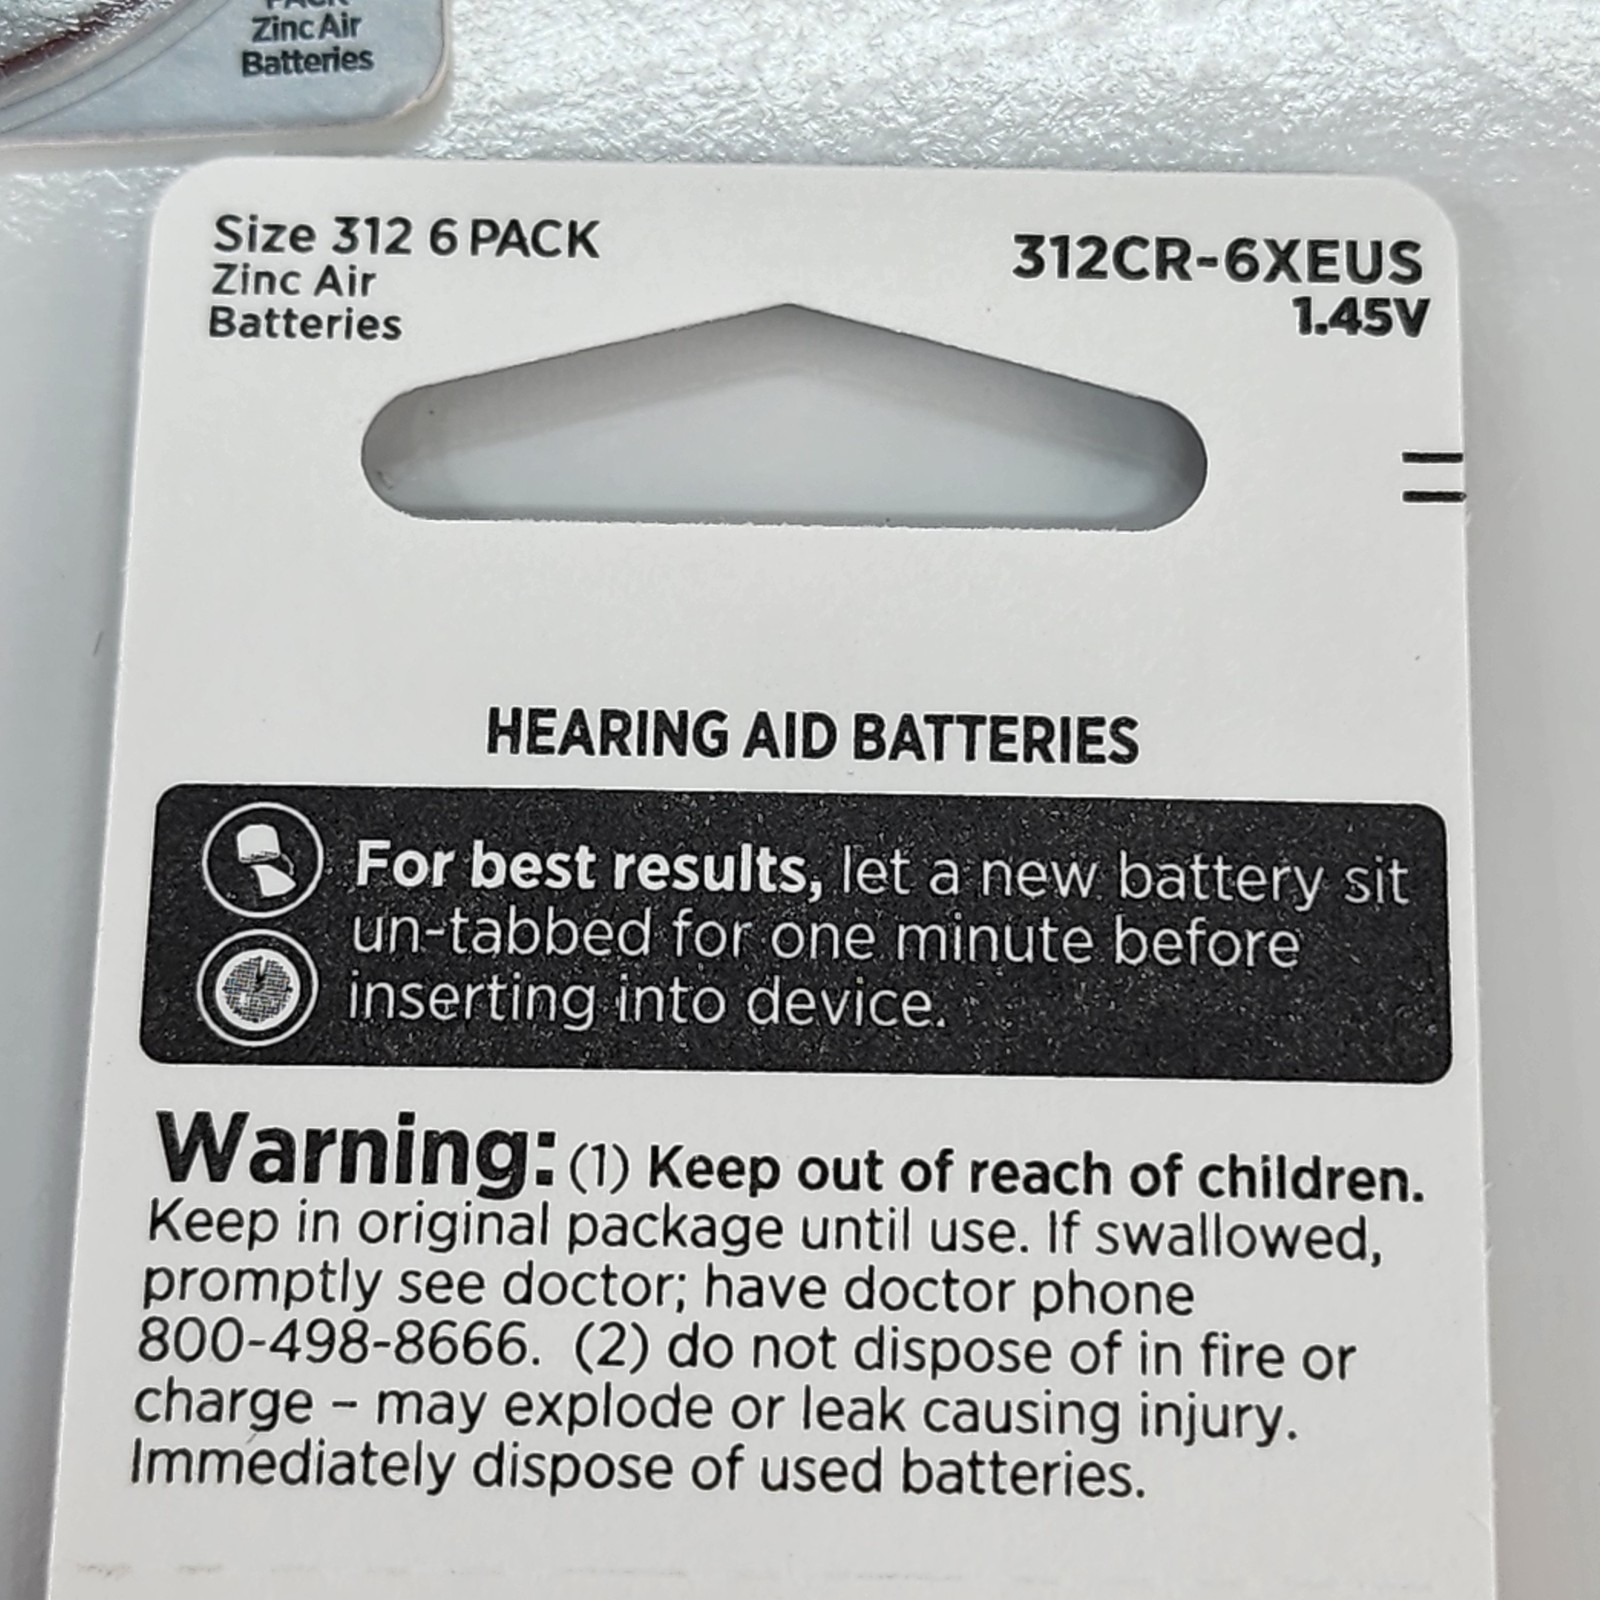 PACK
Zinc Air
Batteries
Size 312 6 PACK
Zinc Air
Batteries
312CR-6XEUS
1.45V
HEARING AID BATTERIES
For best results, let a new battery sit
un-tabbed for one minute before
inserting into device.
Warning: (1) Keep out of reach of children.
Keep in original package until use. If swallowed,
promptly see doctor; have doctor phone
800-498-8666. (2) do not dispose of in fire or
charge – may explode or leak causing injury.
Immediately dispose of used batteries.